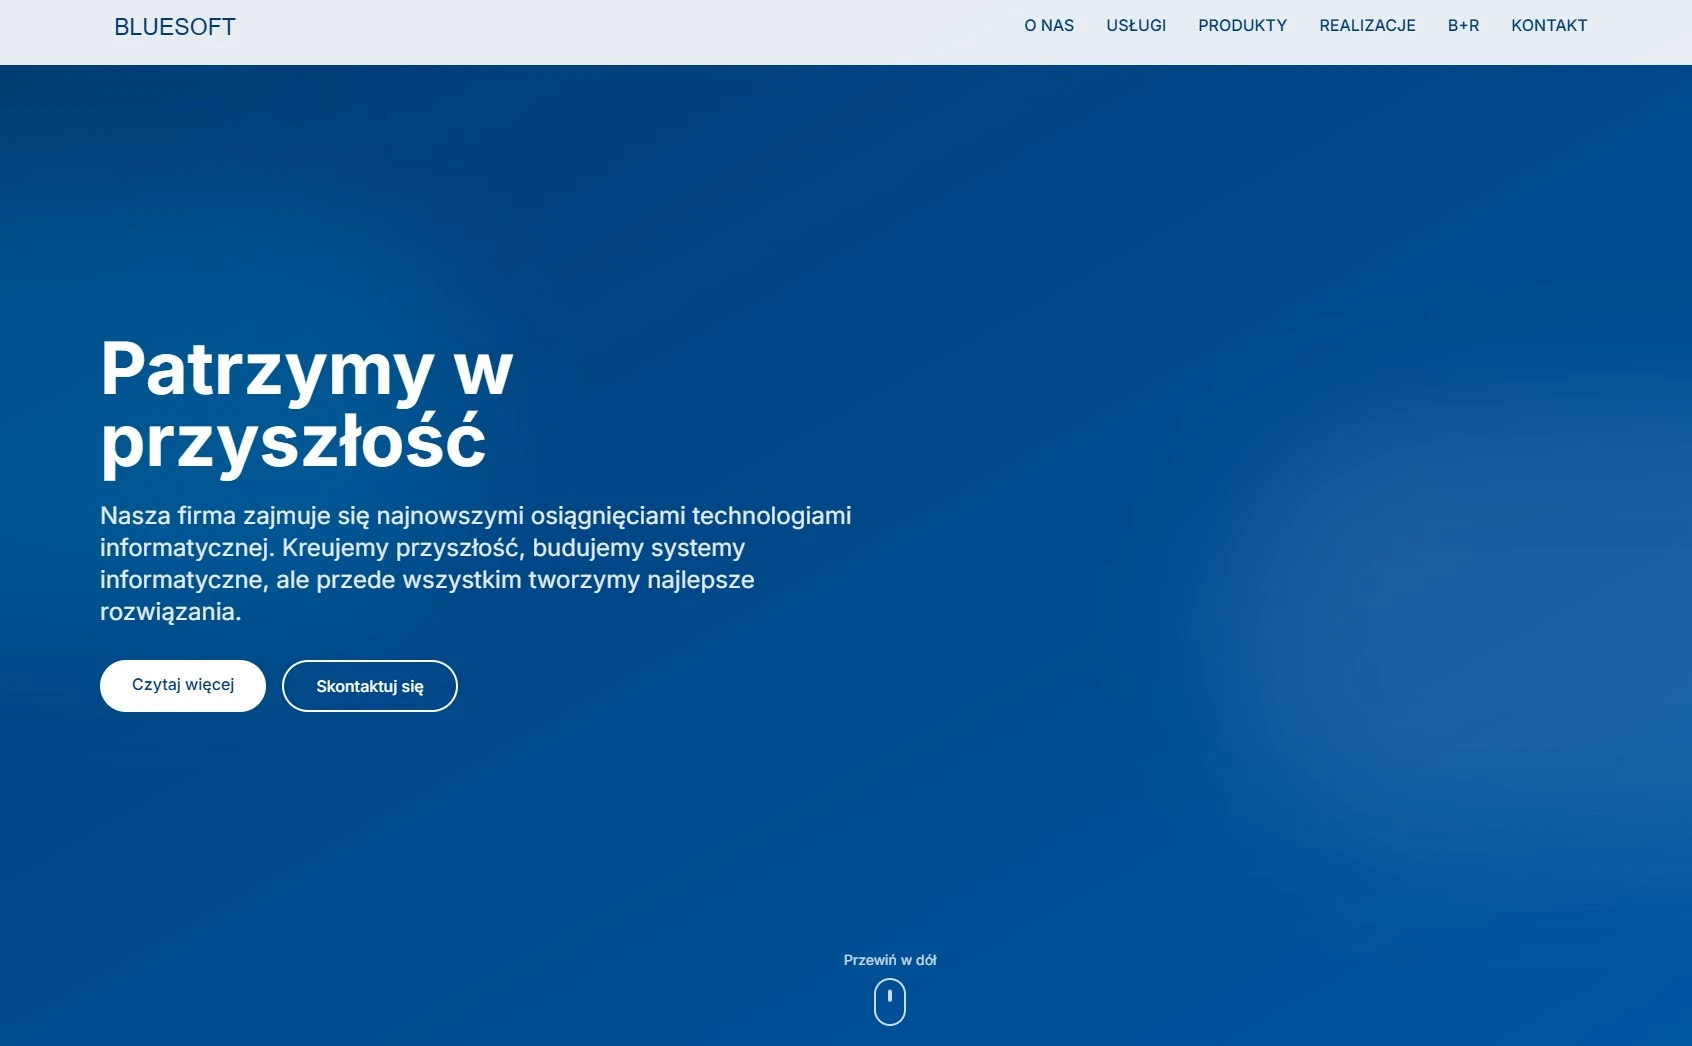 BLUESOFT
O NAS USŁUGI PRODUKTY REALIZACJE B+R KONTAKT
Patrzymy w
przyszłość
Nasza firma zajmuje się najnowszymi osiągnięciami technologiami
informatycznej. Kreujemy przyszłość, budujemy systemy
informatyczne, ale przede wszystkim tworzymy najlepsze
rozwiązania.
Czytaj więcej
Skontaktuj się
Przewiń w dół